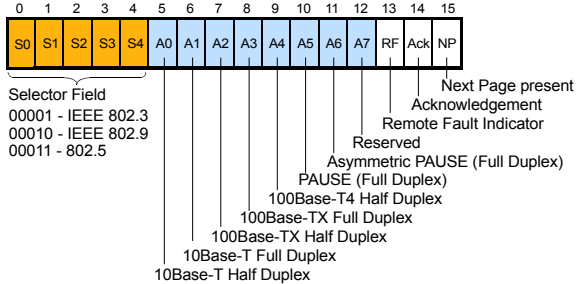 0 1 2 3 4 5 6 7 8 9 10 11 12 13 14 15
S0 S1 S2 S3 S4 A0 A1 A2 A3 A4 A5 A6 A7 RF Ack NP
Next Page present
Selector Field
Acknowledgement
00001 - IEEE 802.3
Remote Fault Indicator
00010 - IEEE 802.9
00011 - 802.5
Reserved
Asymmetric PAUSE (Full Duplex)
PAUSE (Full Duplex)
100Base-T4 Half Duplex
100Base-TX Full Duplex
100Base-TX Half Duplex
10Base-T Full Duplex
10Base-T Half Duplex